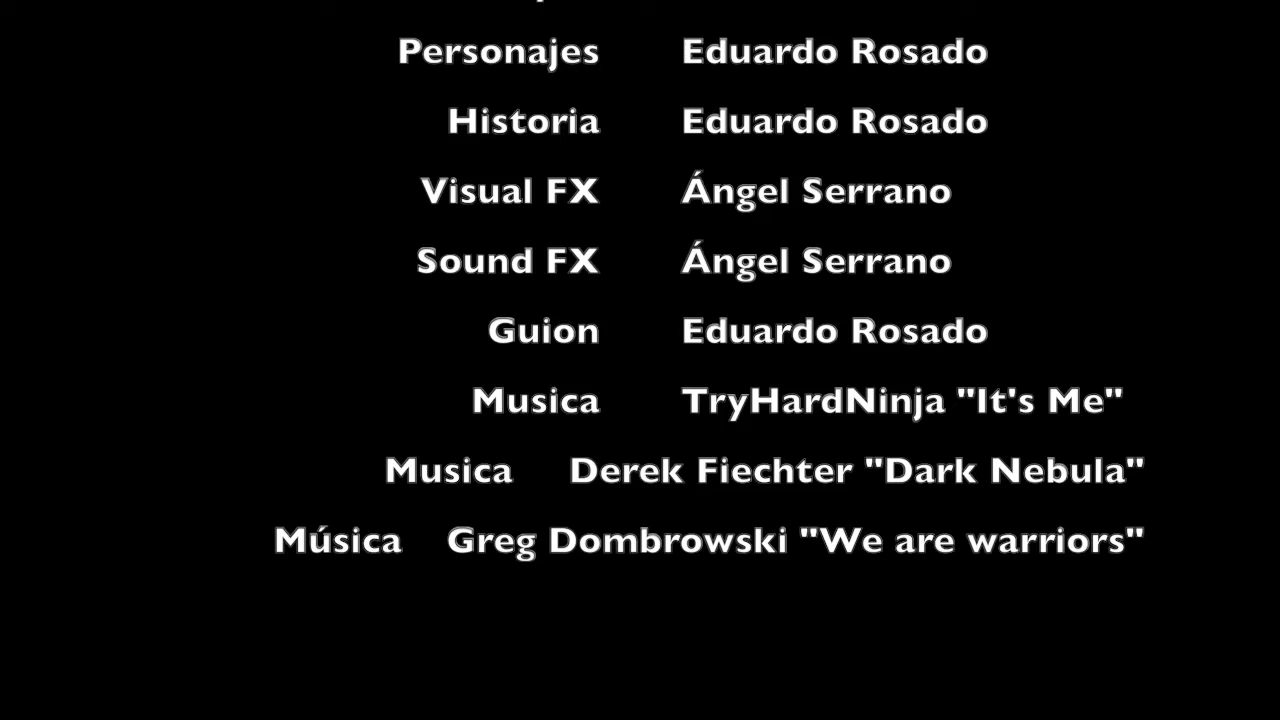 Personajes Eduardo Rosado
Historia Eduardo Rosado
Visual FX Ángel Serrano
Sound FX Ángel Serrano
Guion Eduardo Rosado
Musica TryHardNinja "It's Me"
Musica Derek Fiechter "Dark Nebula"
Música Greg Dombrowski "We are warriors"